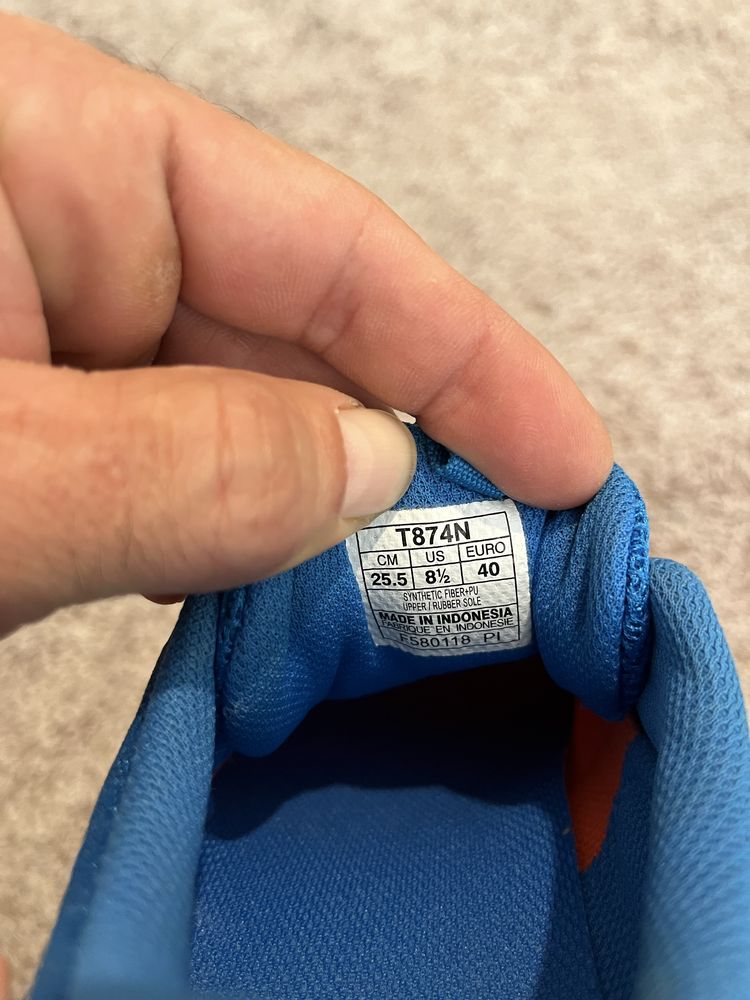 T874N
CM US EURO
25.5 8½ 40
SYNTHETIC FIBER+PU
UPPER / RUBBER SOLE
MADE IN INDONESIA
FABRIQUE EN INDONESIE
F580118 PI